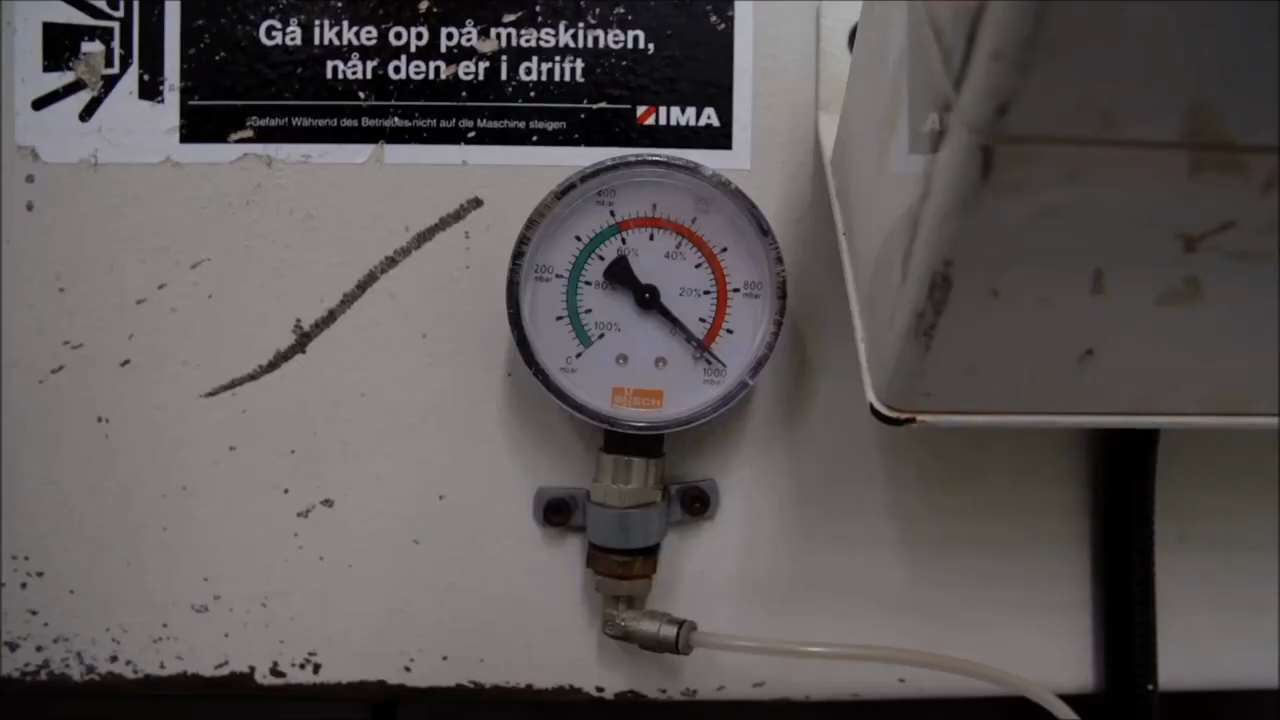 Gå ikke op på maskinen,
når den er i drift
Gefahr! Während des Betriebes nicht auf die Maschine steigen
IMA
400
mbar
60%
40%
200
mbar
80%
20%
800
mbar
100%
0
0
mbar
1000
mbar
BUSCH
A